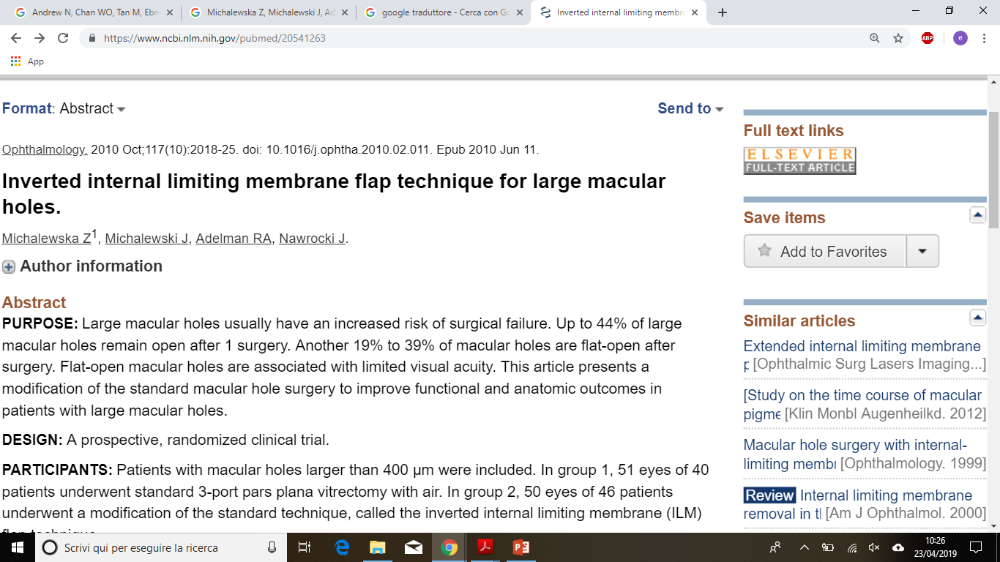 Andrew N, Chan WO, Tan M, Ebn
Michalewska Z, Michalewski J, Ad
google traduttore - Cerca con Go
Inverted internal limiting membra
https://www.ncbi.nlm.nih.gov/pubmed/20541263
ABP
e
App
Format: Abstract
Send to
Ophthalmology. 2010 Oct;117(10):2018-25. doi: 10.1016/j.ophtha.2010.02.011. Epub 2010 Jun 11.
Inverted internal limiting membrane flap technique for large macular
holes.
Michalewska Z1, Michalewski J, Adelman RA, Nawrocki J.
Author information
Abstract
PURPOSE: Large macular holes usually have an increased risk of surgical failure. Up to 44% of large
macular holes remain open after 1 surgery. Another 19% to 39% of macular holes are flat-open after
surgery. Flat-open macular holes are associated with limited visual acuity. This article presents a
modification of the standard macular hole surgery to improve functional and anatomic outcomes in
patients with large macular holes.
DESIGN: A prospective, randomized clinical trial.
PARTICIPANTS: Patients with macular holes larger than 400 μm were included. In group 1, 51 eyes of 40
patients underwent standard 3-port pars plana vitrectomy with air. In group 2, 50 eyes of 46 patients
underwent a modification of the standard technique, called the inverted internal limiting membrane (ILM)
flap technique.
Full text links
ELSEVIER
FULL-TEXT ARTICLE
Save items
Add to Favorites
Similar articles
Extended internal limiting membrane
p [Ophthalmic Surg Lasers Imaging...]
[Study on the time course of macular
pigme [Klin Monbl Augenheilkd. 2012]
Macular hole surgery with internal-
limiting membr [Ophthalmology. 1999]
Review Internal limiting membrane
removal in tl [Am J Ophthalmol. 2000]
Scrivi qui per eseguire la ricerca
10:26
23/04/2019